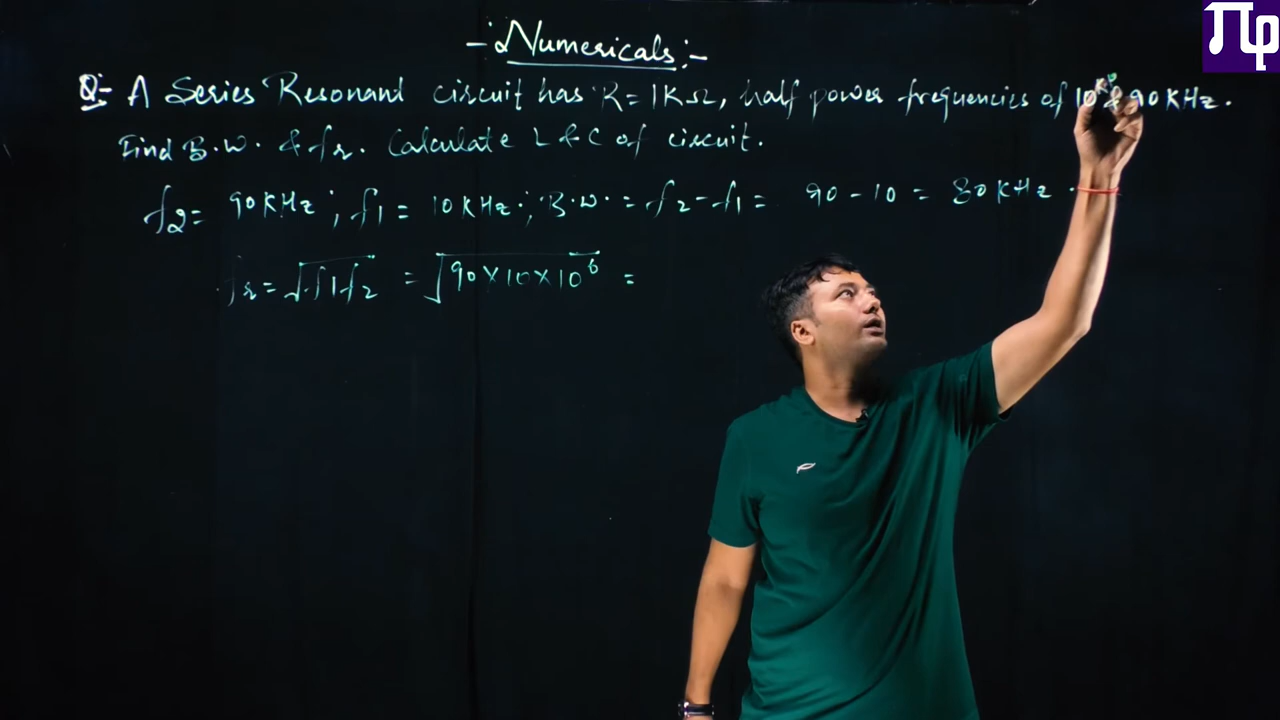 πφ
-:Numericals:-
Q:- A Series Resonant circuit has R = 1KΩ, half power frequencies of 10 & 90 KHz.
Find B.W. & fr. Calculate L & C of circuit.
f2 = 90 KHz; f1 = 10 KHz; B.W. = f2 - f1 = 90 - 10 = 80 KHz.
fr = √f1f2 = √90×10×10⁶ =